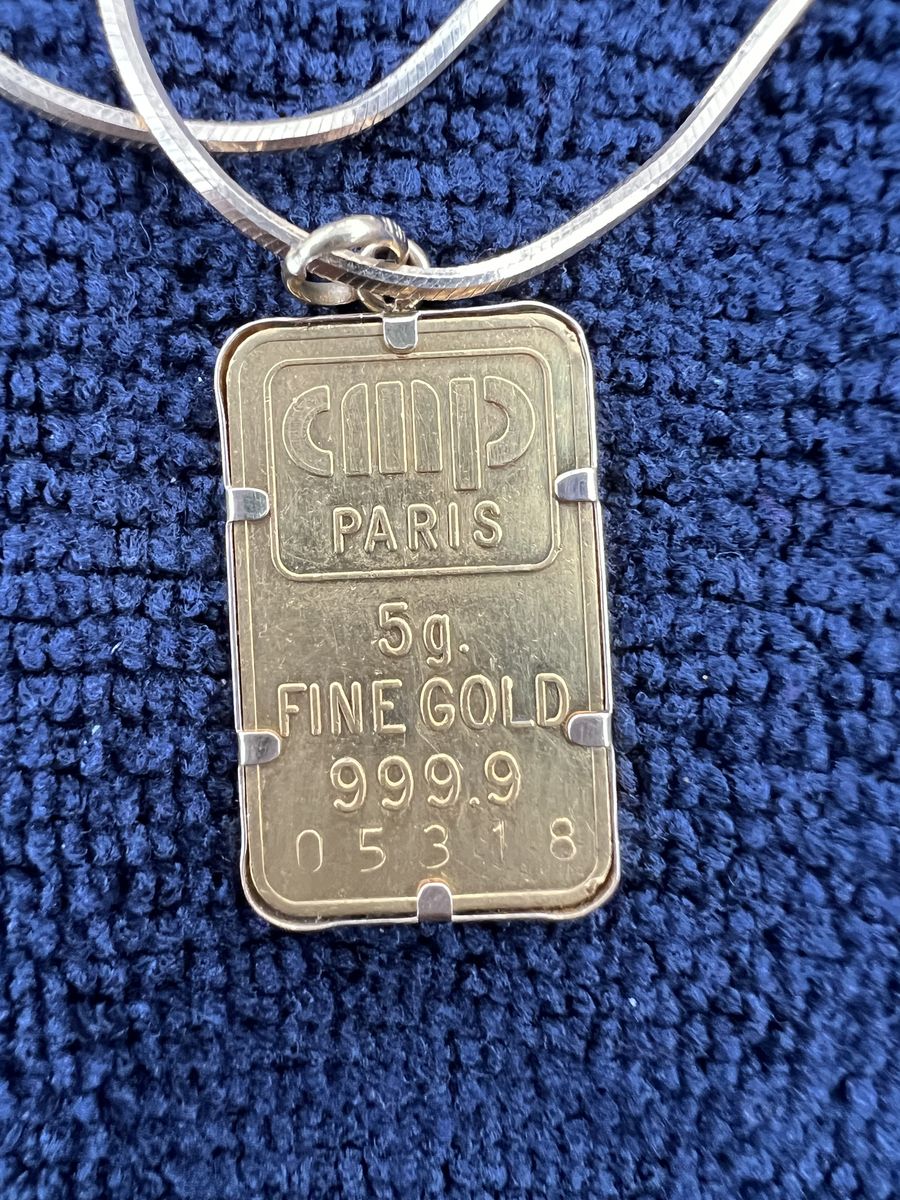 cmp
PARIS
5g.
FINE GOLD
999.9
05318